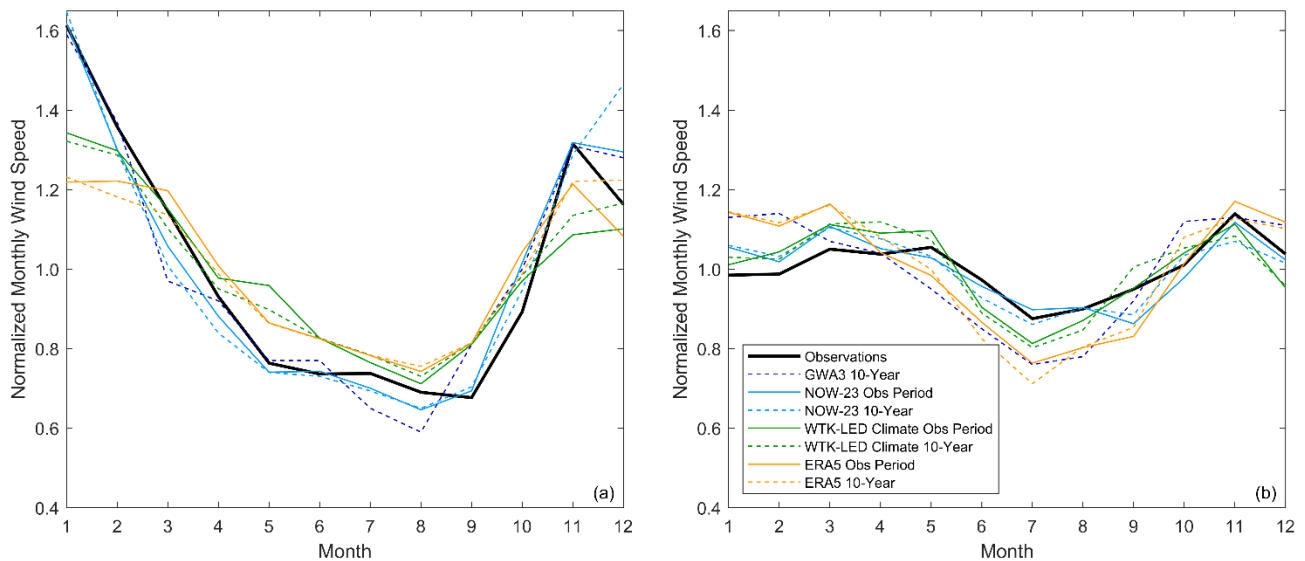 1.6
1.4
1.2
1.0
0.8
0.6
0.4
Normalized Monthly Wind Speed
1 2 3 4 5 6 7 8 9 10 11 12
Month
(a)
1.6
1.4
1.2
1.0
0.8
0.6
0.4
Normalized Monthly Wind Speed
Observations
GWA3 10-Year
NOW-23 Obs Period
NOW-23 10-Year
WTK-LED Climate Obs Period
WTK-LED Climate 10-Year
ERA5 Obs Period
ERA5 10-Year
(b)
1 2 3 4 5 6 7 8 9 10 11 12
Month